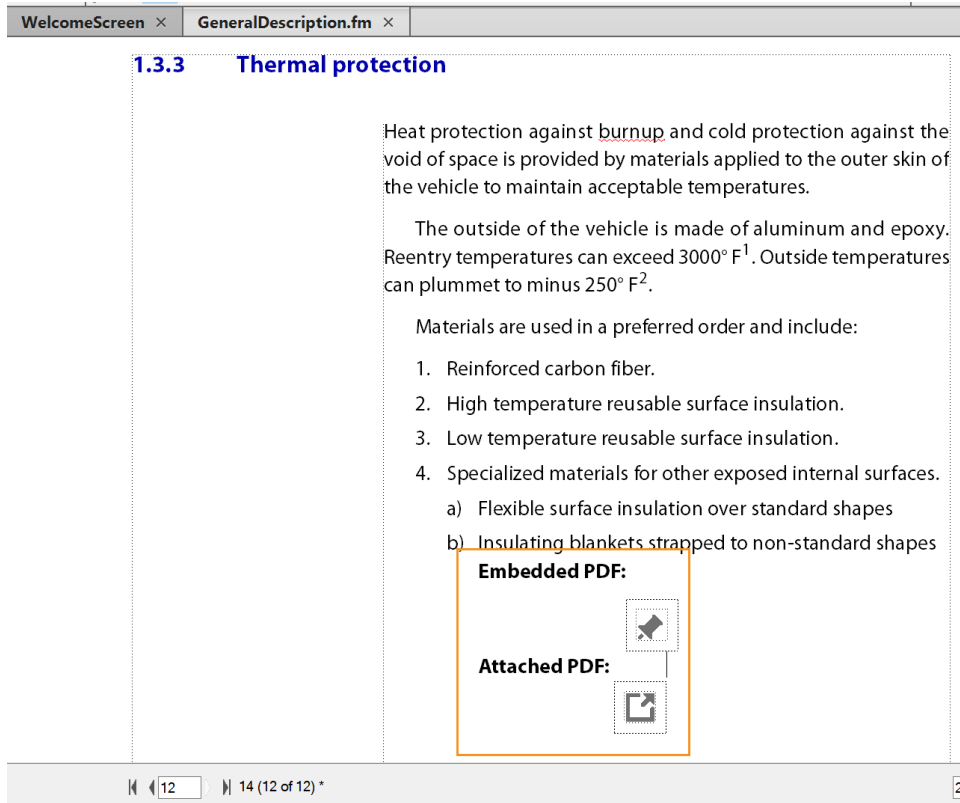 WelcomeScreen × GeneralDescription.fm ×
1.3.3 Thermal protection
Heat protection against burnup and cold protection against the
void of space is provided by materials applied to the outer skin of
the vehicle to maintain acceptable temperatures.
The outside of the vehicle is made of aluminum and epoxy.
Reentry temperatures can exceed 3000° F1. Outside temperatures
can plummet to minus 250° F2.
Materials are used in a preferred order and include:
1. Reinforced carbon fiber.
2. High temperature reusable surface insulation.
3. Low temperature reusable surface insulation.
4. Specialized materials for other exposed internal surfaces.
a) Flexible surface insulation over standard shapes
b) Insulating blankets strapped to non-standard shapes
Embedded PDF:
Attached PDF:
12 14 (12 of 12) *